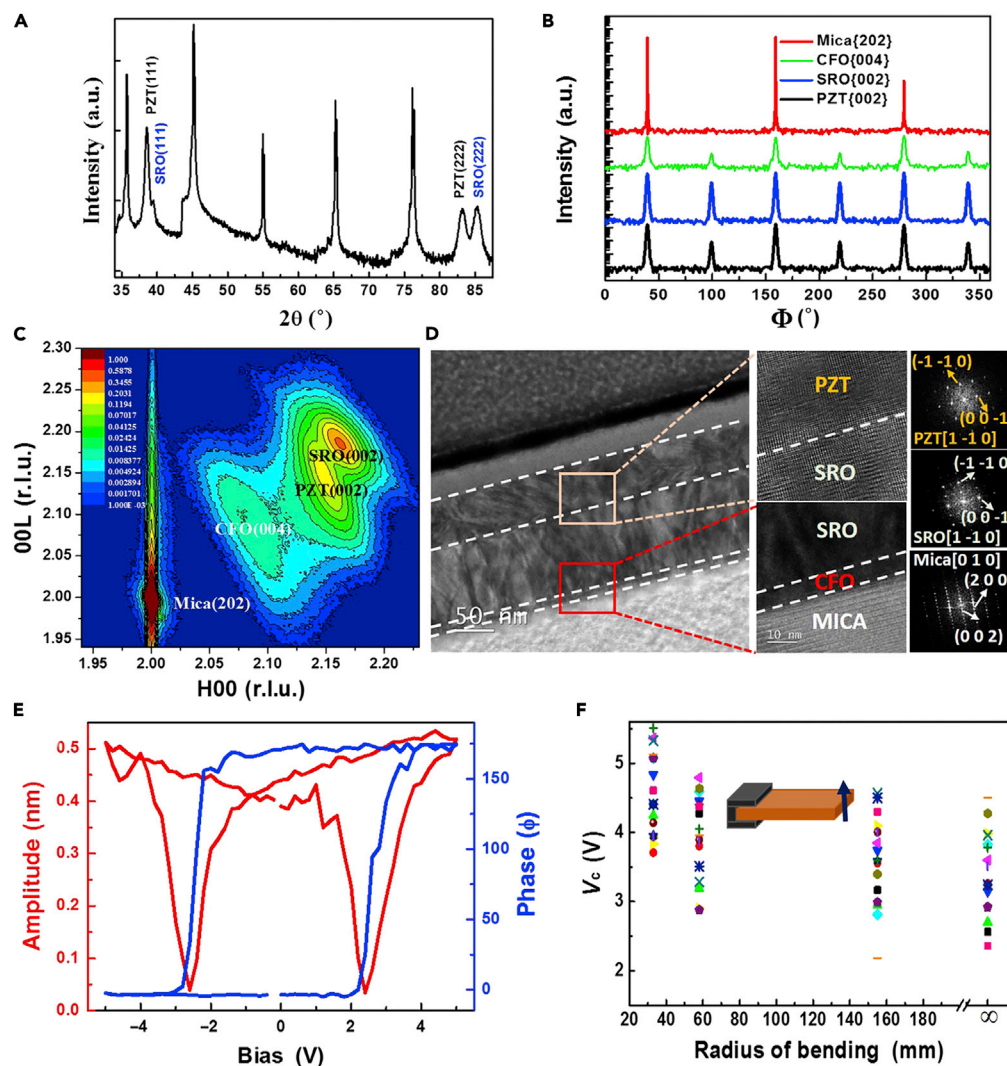 A
PZT(111)
SRO(111)
PZT(222)
SRO(222)
Intensity (a.u.)
35 40 45 50 55 60 65 70 75 80 85
2θ (°)
B
Mica{202}
CFO{004}
SRO{002}
PZT{002}
Intensity (a.u.)
0 50 100 150 200 250 300 350
Φ (°)
C
2.30
2.25
2.20
2.15
2.10
2.05
2.00
1.95
00L (r.l.u.)
1.000
0.5878
0.3455
0.2031
0.1194
0.07017
0.04124
0.02424
0.01425
0.008377
0.004924
0.002894
0.001701
1.000E-03
SRO(002)
PZT(002)
CFO(004)
Mica(202)
1.95 2.00 2.05 2.10 2.15 2.20
H00 (r.l.u.)
D
50 nm
PZT
SRO
SRO
CFO
MICA
10 nm
(-1 -1 0)
(0 0 -1)
PZT[1 -1 0]
(-1 -1 0)
(0 0 -1)
SRO[1 -1 0]
Mica[0 1 0]
(2 0 0)
(0 0 2)
E
Amplitude (nm)
0.5
0.4
0.3
0.2
0.1
0.0
−4 −2 0 2 4
Bias (V)
150
100
50
0
Phase (ϕ)
F
Vc (V)
5
4
3
2
20 40 60 80 100 120 140 160 180 ∞
Radius of bending (mm)